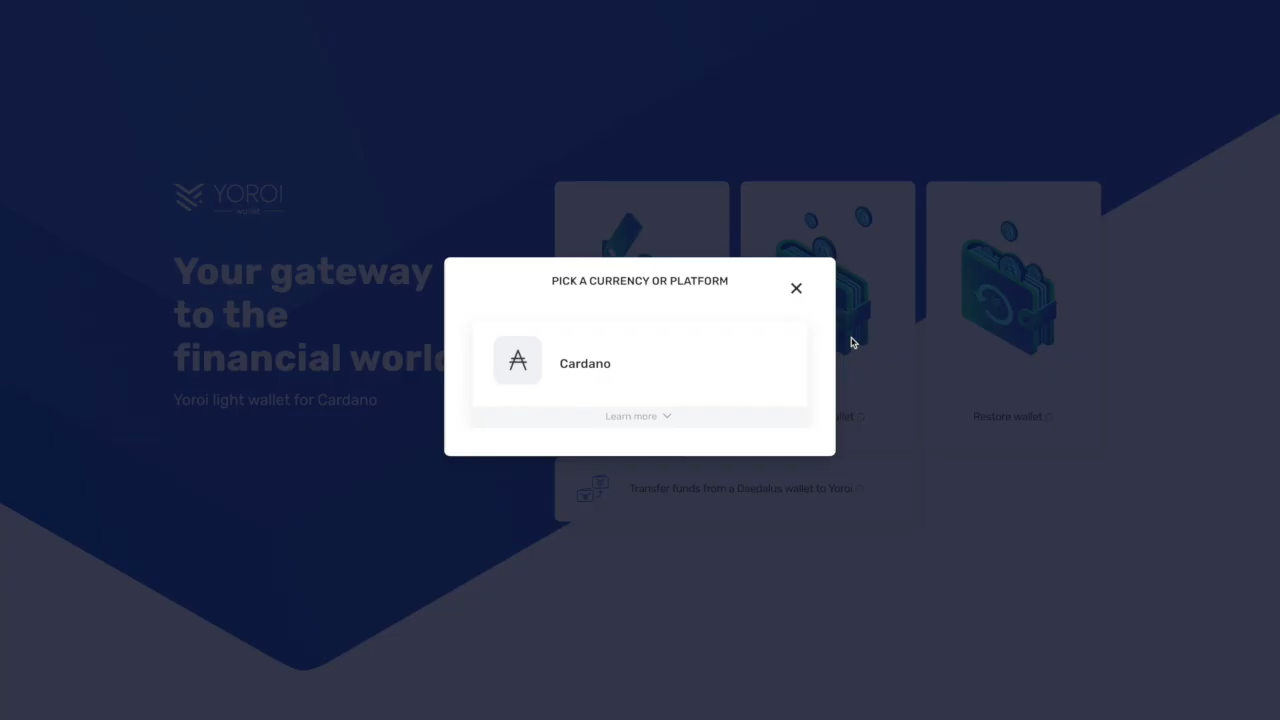 YOROI
wallet
Your gateway
to the
financial world
Yoroi light wallet for Cardano
PICK A CURRENCY OR PLATFORM
Cardano
Learn more
Restore wallet
Transfer funds from a Daedalus wallet to Yoroi